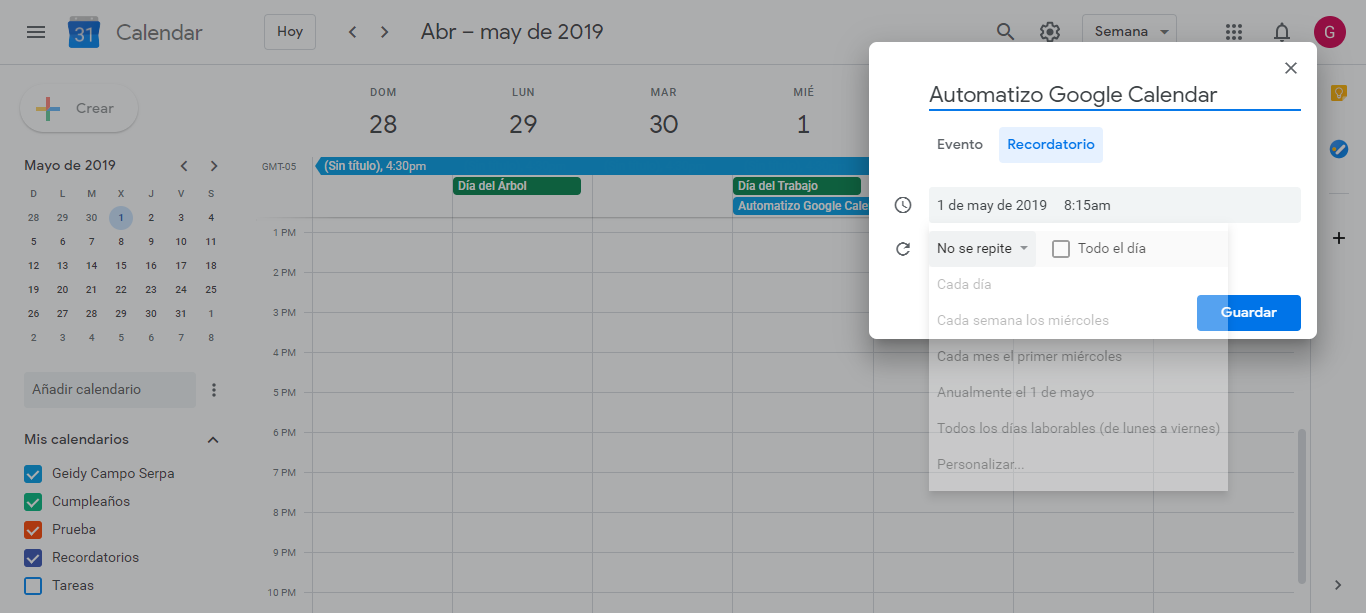 31 Calendar Hoy Abr – may de 2019 Semana G
Crear
Mayo de 2019
D L M X J V S
28 29 30 1 2 3 4
5 6 7 8 9 10 11
12 13 14 15 16 17 18
19 20 21 22 23 24 25
26 27 28 29 30 31 1
2 3 4 5 6 7 8
Añadir calendario
Mis calendarios
Geidy Campo Serpa
Cumpleaños
Prueba
Recordatorios
Tareas
DOM LUN MAR MIÉ
28 29 30 1
GMT-05
(Sin título), 4:30pm
Día del Árbol
Día del Trabajo
Automatizo Google Cale
1 PM
2 PM
3 PM
4 PM
5 PM
6 PM
7 PM
8 PM
9 PM
10 PM
Automatizo Google Calendar
Evento Recordatorio
1 de may de 2019 8:15am
No se repite Todo el día
Cada día
Cada semana los miércoles
Guardar
Cada mes el primer miércoles
Anualmente el 1 de mayo
Todos los días laborables (de lunes a viernes)
Personalizar...